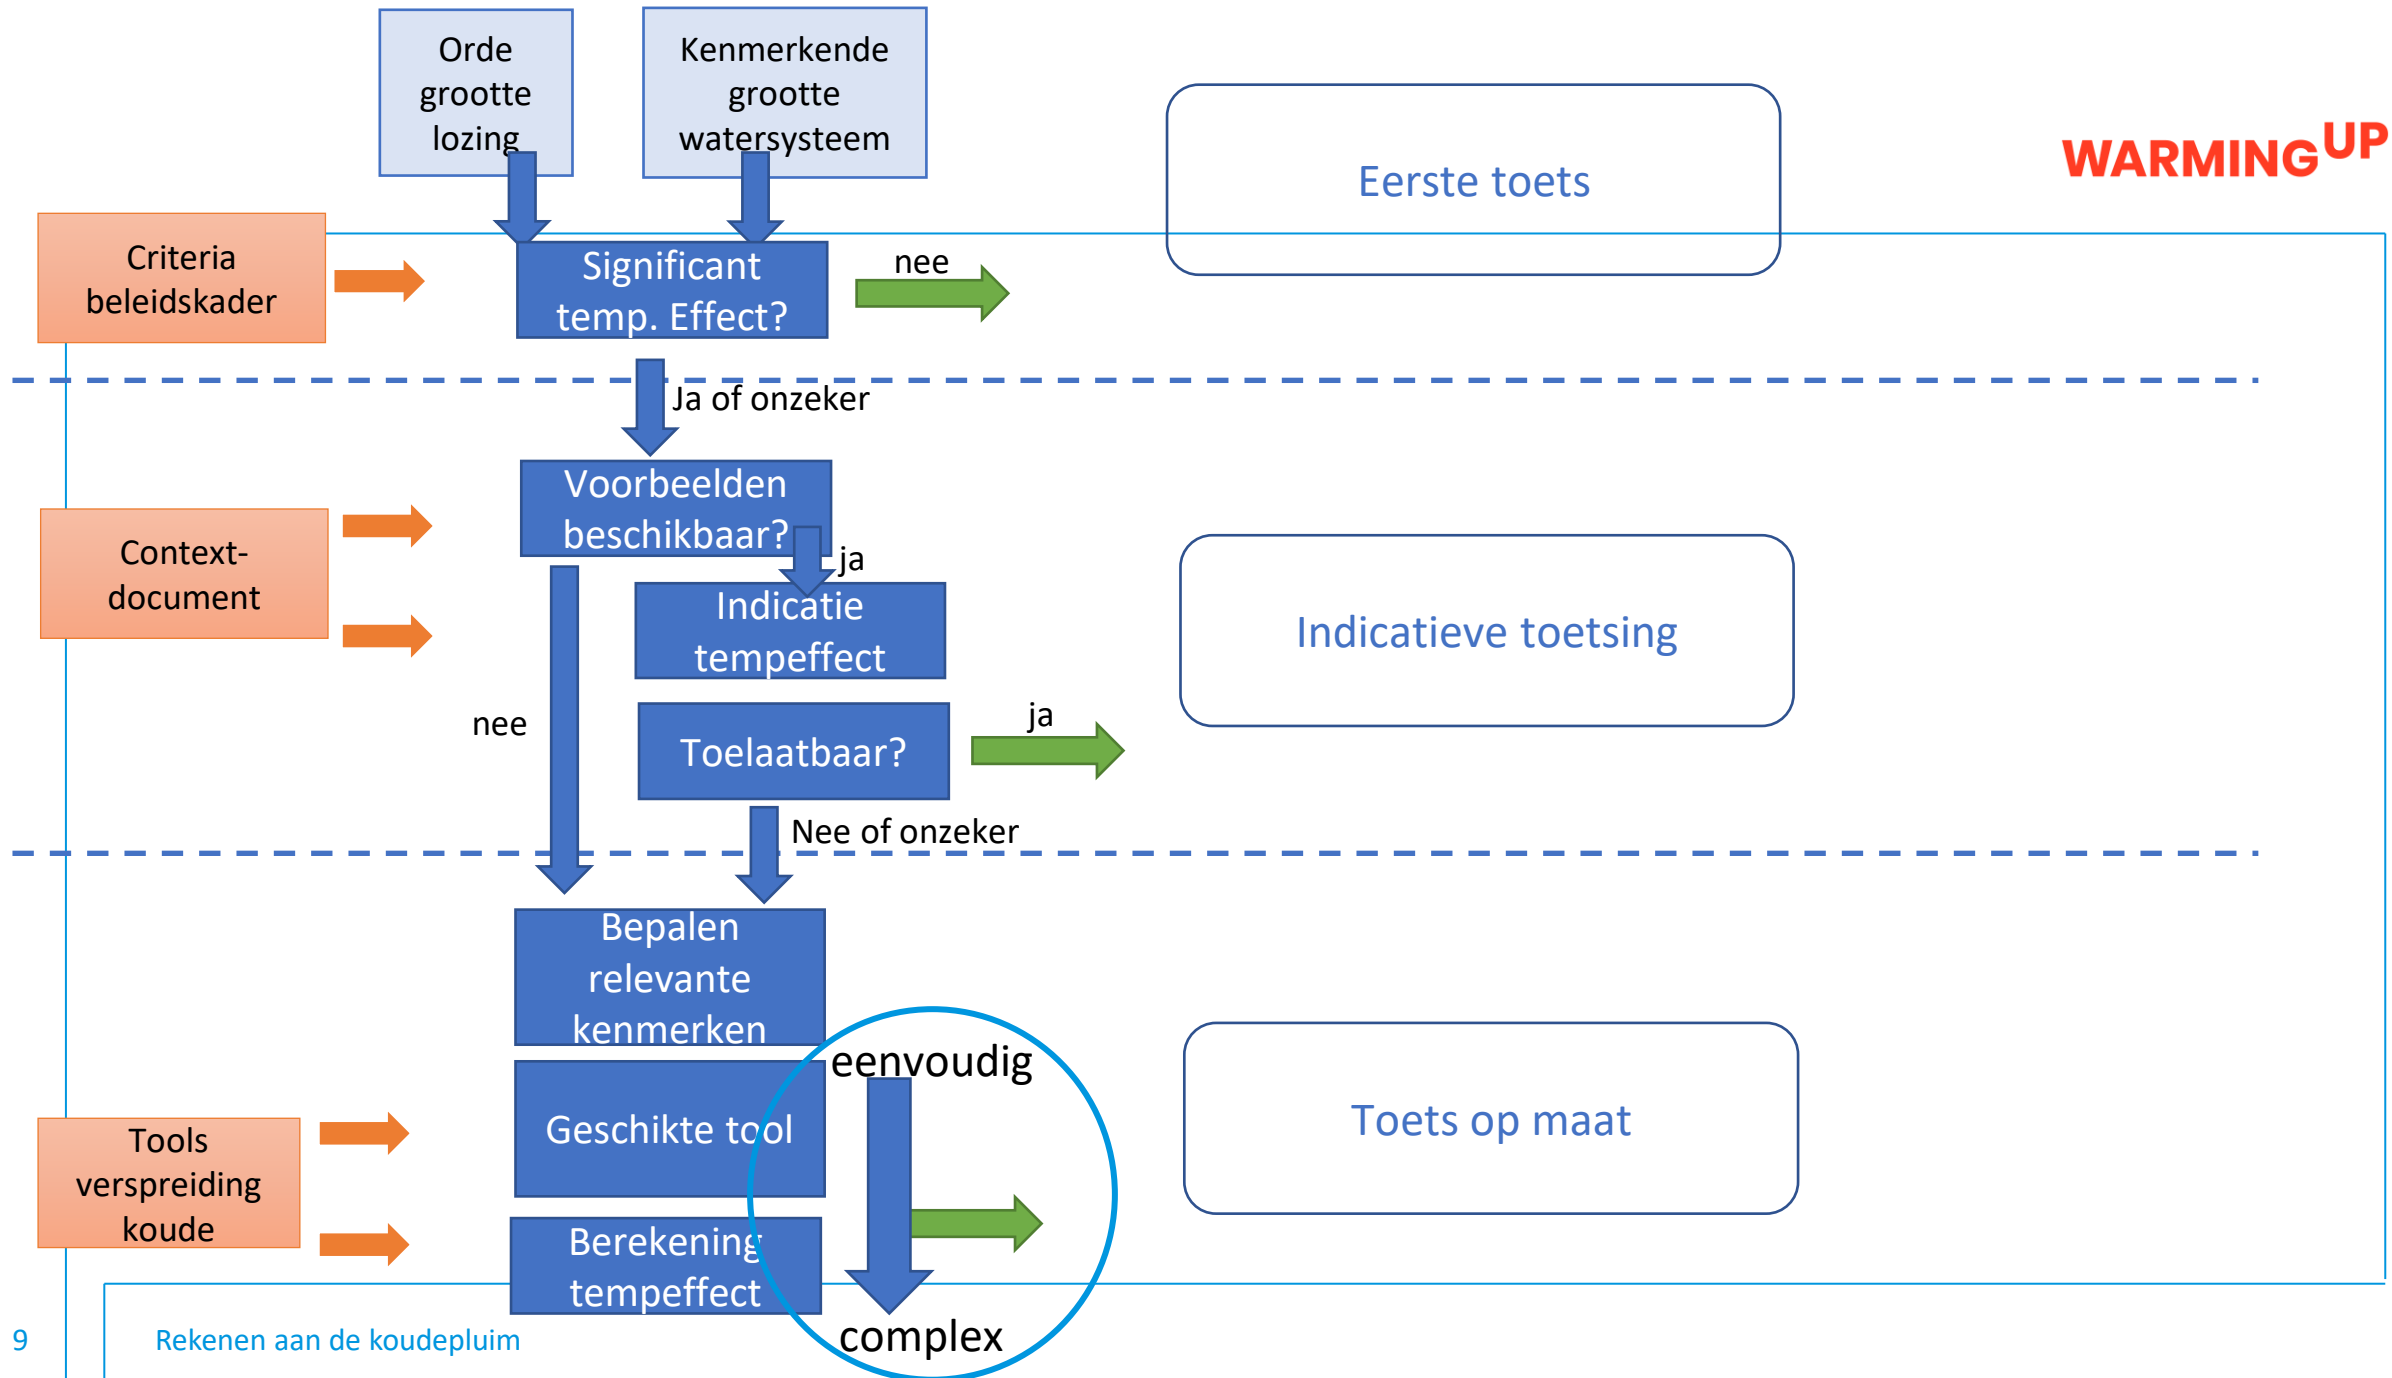 Orde
grootte
lozing
Kenmerkende
grootte
watersysteem
Eerste toets
WARMINGUP
Criteria
beleidskader
Significant
temp. Effect?
nee
Ja of onzeker
Voorbeelden
beschikbaar?
ja
Context-
document
Indicatie
tempeffect
Indicatieve toetsing
nee
Toelaatbaar?
ja
Nee of onzeker
Bepalen
relevante
kenmerken
eenvoudig
Geschikte tool
Toets op maat
Tools
verspreiding
koude
Berekening
tempeffect
complex
9
Rekenen aan de koudepluim